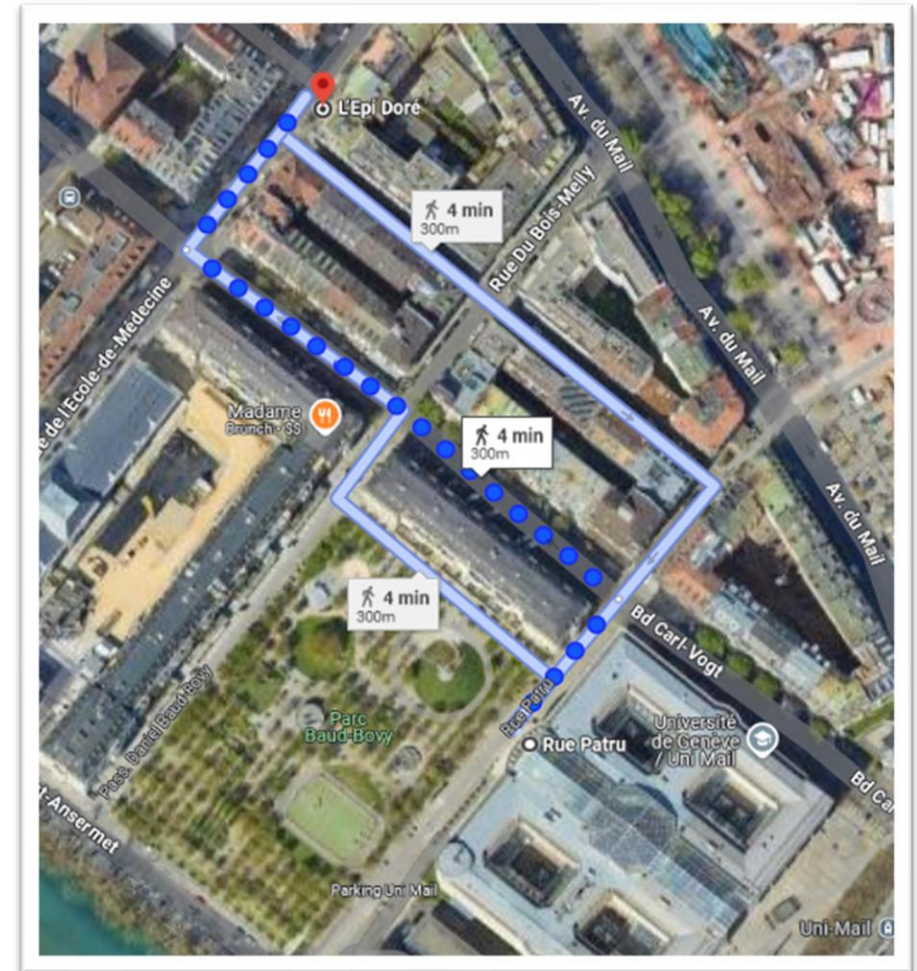 L'Epi Doré
Av. du Mail
4 min
300m
Rue Du Bois-Melly
Av. du Mail
e de l'Ecole-de-Médecine
Madame
Brunch • $$
4 min
300m
Av. du Mail
4 min
300m
Bd Carl-Vogt
Rue Patru
Pass. Daniel Baud-Bovy
Parc
Baud-Bovy
Rue Patru
Université
de Genève
/ Uni Mail
Bd Ca
t-Ansermet
Parking Uni Mail
Uni-Mail